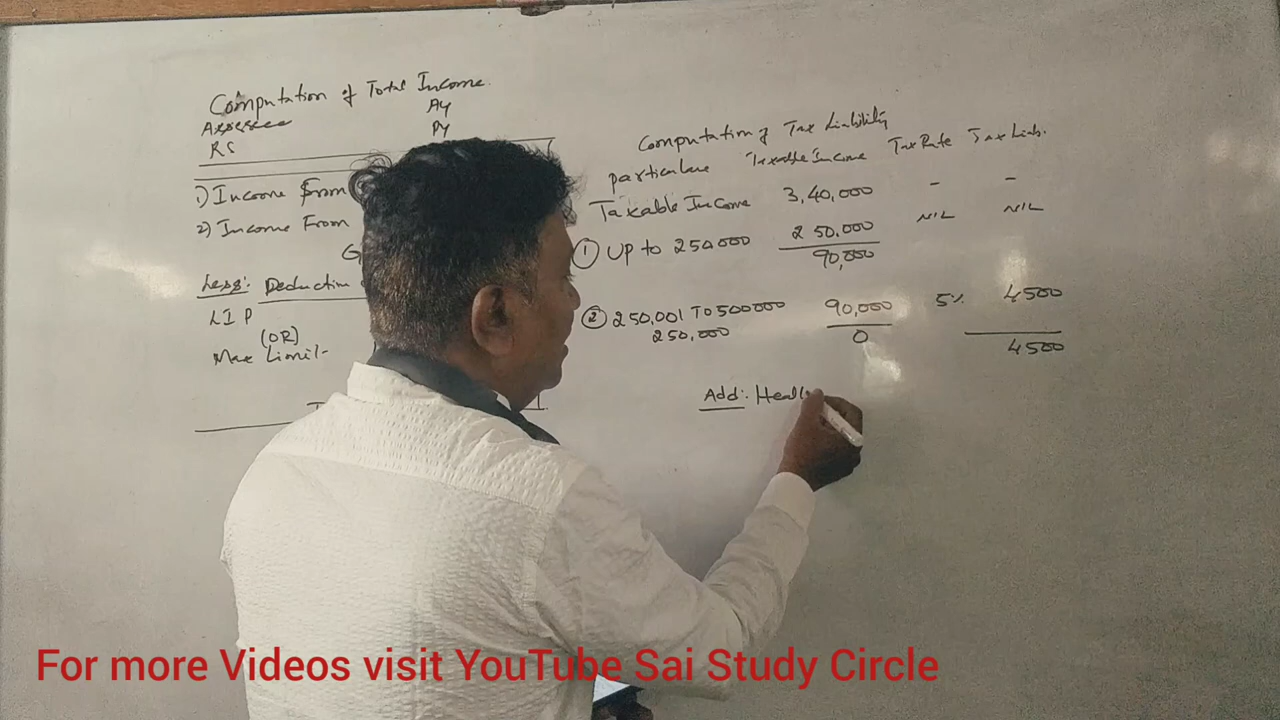 Computation of Total Income
Assessee AY
RS PY
1) Income From
2) Income From
G
Less: Deduction
LIP
(OR)
Max Limit
Computation of Tax Liability
particulars Taxable Income Tax Rate Tax Liab.
Taxable Income 3,40,000 - -
① Up to 250000 250,000 NIL NIL
90,000
② 250,001 TO 500000 90,000 5% 4500
250,000 0 4500
Add: Heal
For more Videos visit YouTube Sai Study Circle